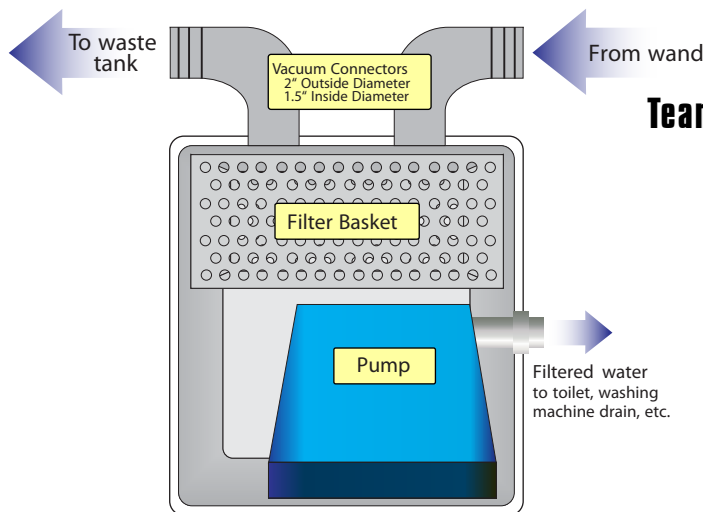 To waste
tank
Vacuum Connectors
2" Outside Diameter
1.5" Inside Diameter
From wand
Filter Basket
Pump
Filtered water
to toilet, washing
machine drain, etc.